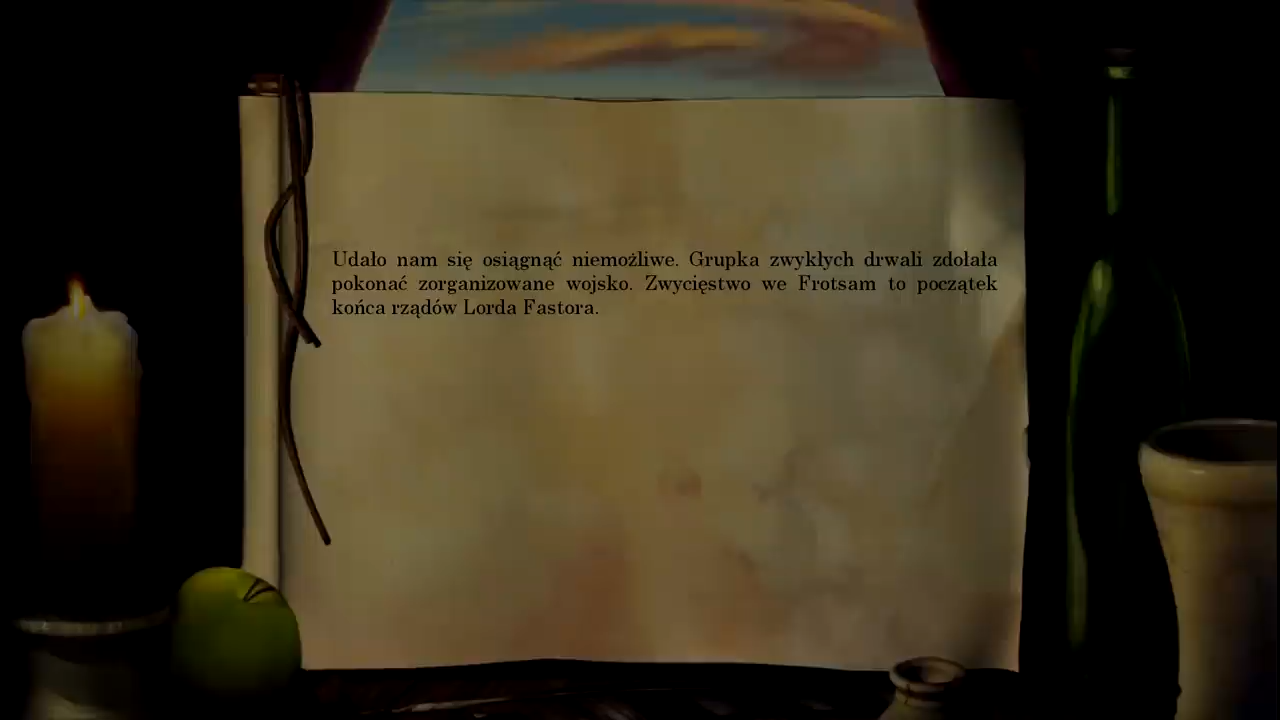 Udało nam się osiągnąć niemożliwe. Grupka zwykłych drwali zdołała
pokonać zorganizowane wojsko. Zwycięstwo we Frotsam to początek
końca rządów Lorda Fastora.